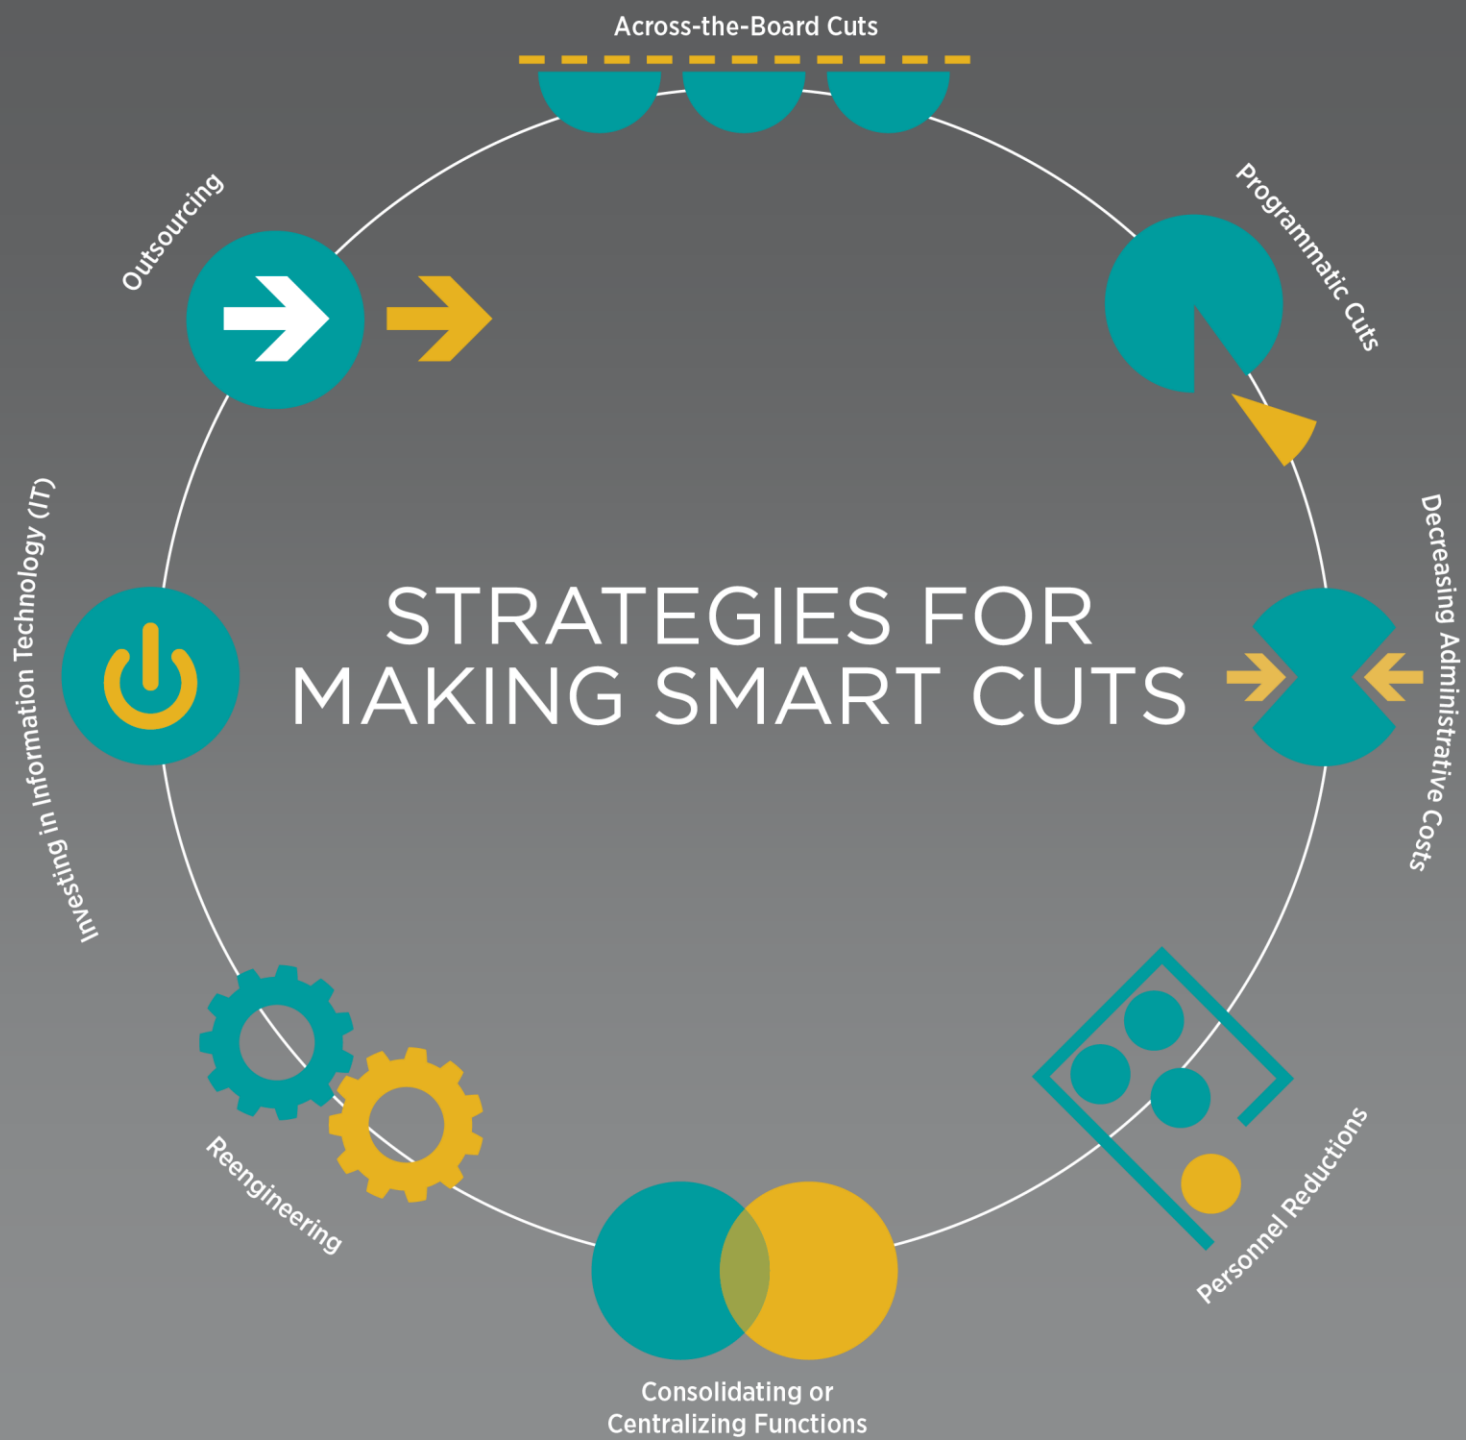 Across-the-Board Cuts
Programmatic Cuts
Decreasing Administrative Costs
Personnel Reductions
Consolidating or
Centralizing Functions
Reengineering
Investing in Information Technology (IT)
Outsourcing
STRATEGIES FOR
MAKING SMART CUTS